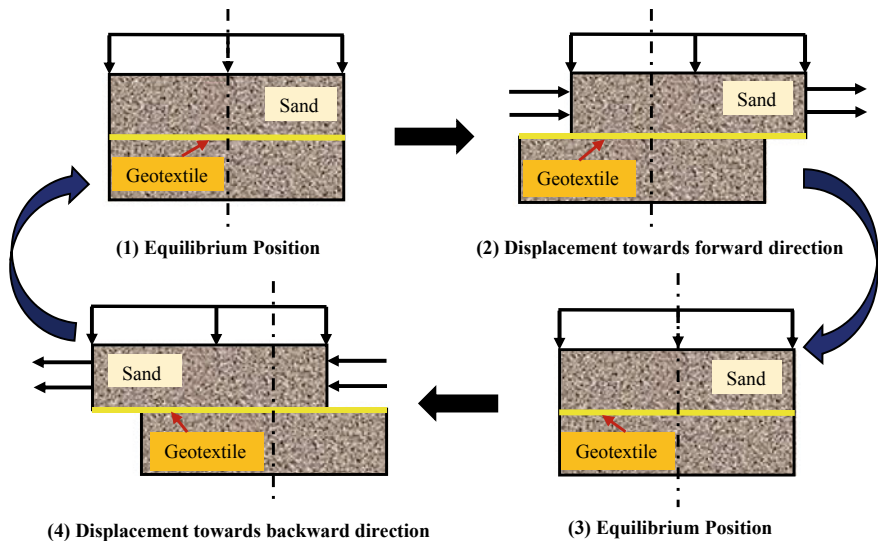 Sand
Geotextile
(1) Equilibrium Position
Sand
Geotextile
(2) Displacement towards forward direction
Sand
Geotextile
(3) Equilibrium Position
Sand
Geotextile
(4) Displacement towards backward direction